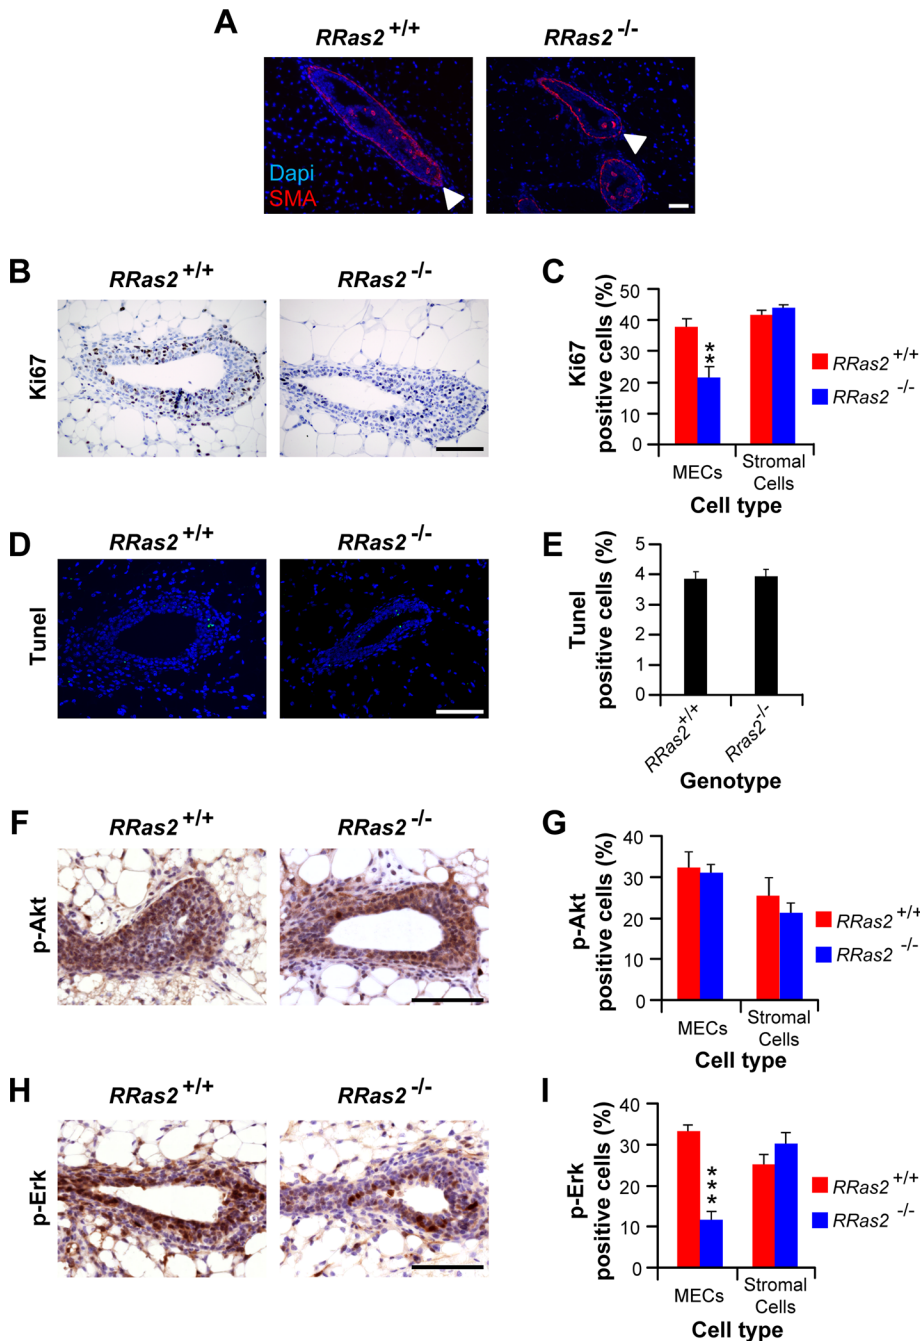 A
RRas2 +/+
RRas2 -/-
Dapi
SMA
B
RRas2 +/+
RRas2 -/-
Ki67
C
Ki67
positive cells (%)
50
40
30
20
10
0
**
MECs
Stromal
Cells
Cell type
RRas2 +/+
RRas2 -/-
D
RRas2 +/+
RRas2 -/-
Tunel
E
Tunel
positive cells (%)
5
4
3
2
1
0
RRas2+/+
Rras2-/-
Genotype
F
RRas2 +/+
RRas2 -/-
p-Akt
G
p-Akt
positive cells (%)
40
30
20
10
0
MECs
Stromal
Cells
Cell type
RRas2 +/+
RRas2 -/-
H
RRas2 +/+
RRas2 -/-
p-Erk
I
p-Erk
positive cells (%)
40
30
20
10
0
***
MECs
Stromal
Cells
Cell type
RRas2 +/+
RRas2 -/-